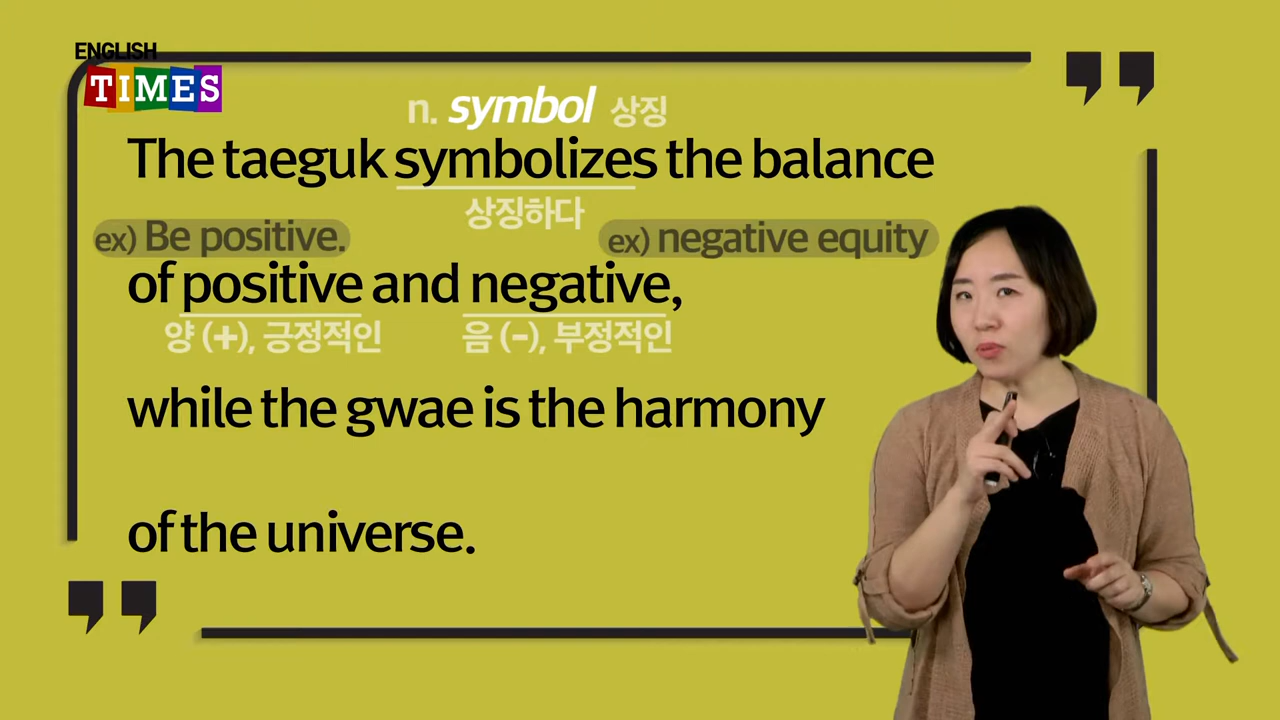 ENGLISH
TIMES
n. symbol 상징
The taeguk symbolizes the balance
상징하다
ex) Be positive.
ex) negative equity
of positive and negative,
양 (+), 긍정적인
음 (-), 부정적인
while the gwae is the harmony
of the universe.